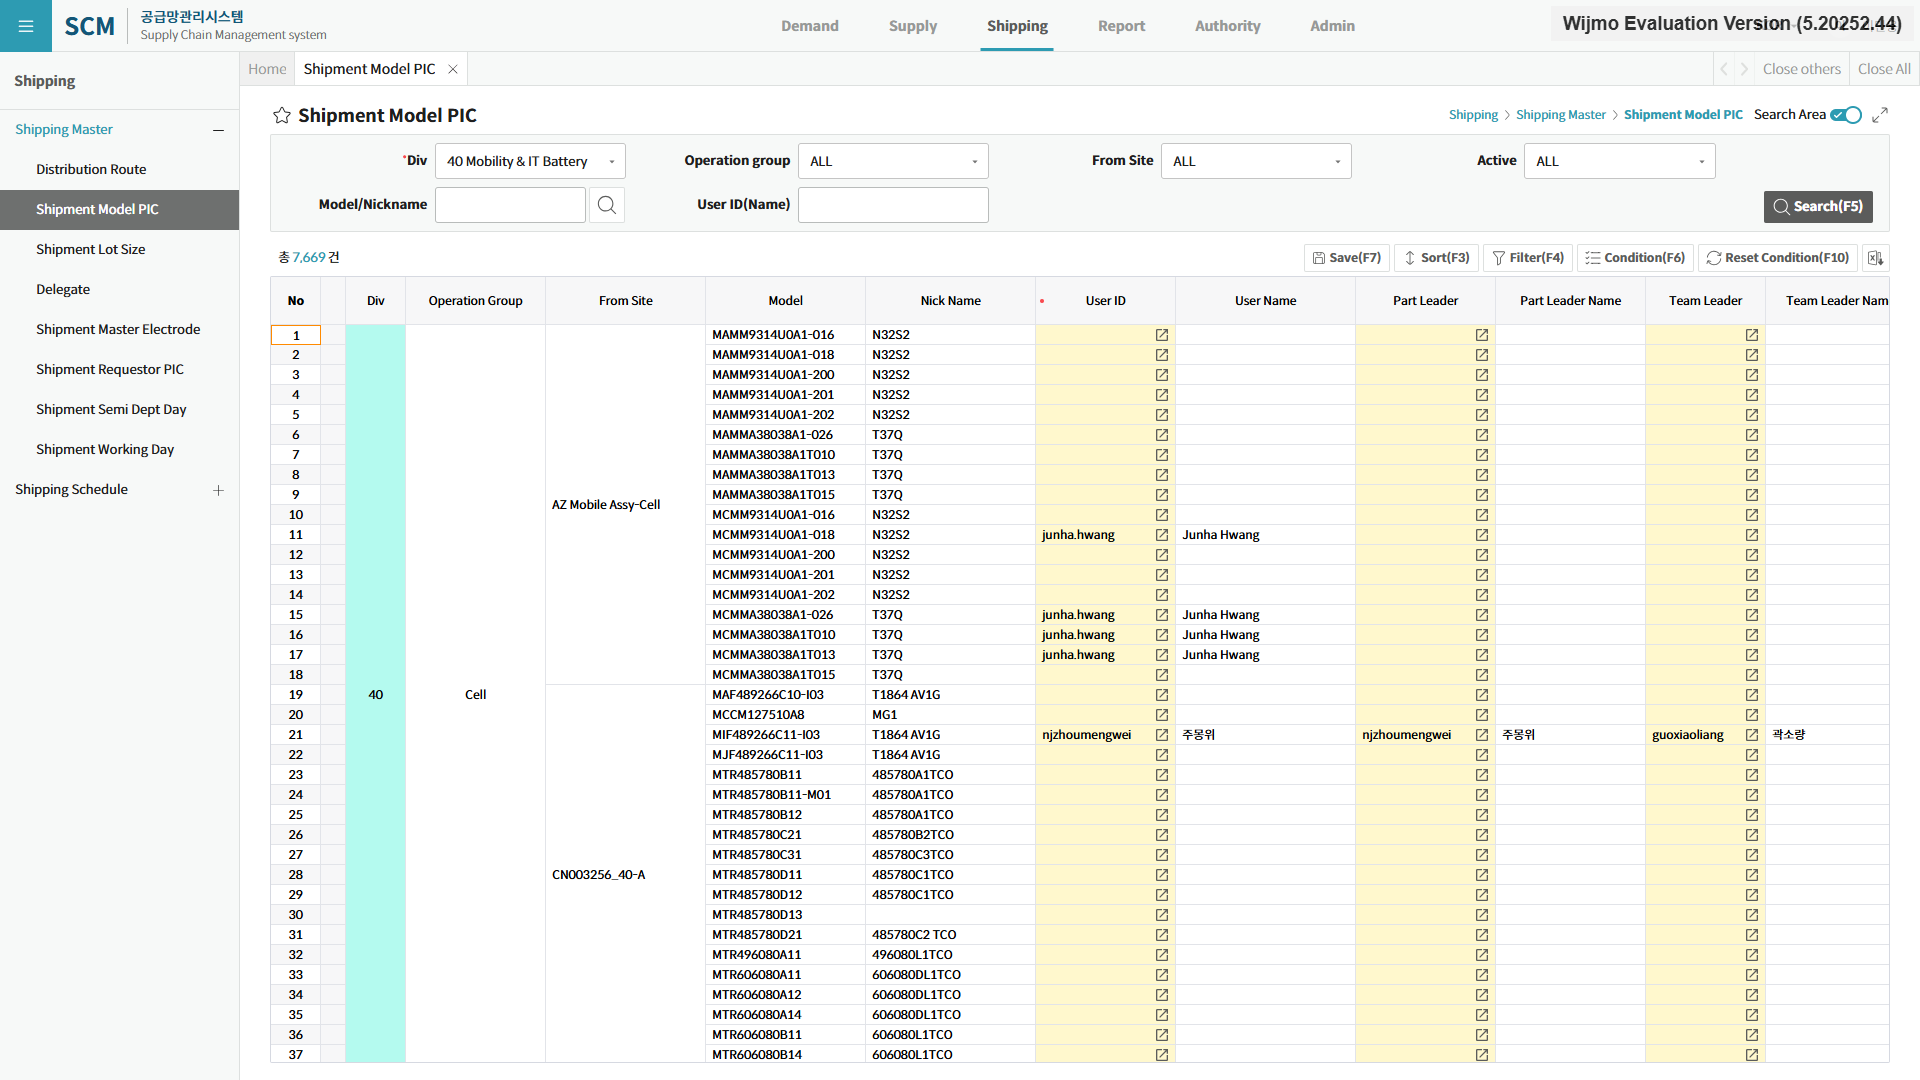 SCM 공급망관리시스템 Supply Chain Management system
Demand Supply Shipping Report Authority Admin
Wijmo Evaluation Version (5.20252.44)
Shipping
Home Shipment Model PIC
Close others Close All
Shipping Master
Distribution Route
Shipment Model PIC
Shipment Lot Size
Delegate
Shipment Master Electrode
Shipment Requestor PIC
Shipment Semi Dept Day
Shipment Working Day
Shipping Schedule
Shipment Model PIC
Shipping > Shipping Master > Shipment Model PIC Search Area
*Div 40 Mobility & IT Battery Operation group ALL From Site ALL Active ALL
Model/Nickname User ID(Name) Search(F5)
총 7,669 건
Save(F7) Sort(F3) Filter(F4) Condition(F6) Reset Condition(F10)
No Div Operation Group From Site Model Nick Name User ID User Name Part Leader Part Leader Name Team Leader Team Leader Nam
40 Cell
AZ Mobile Assy-Cell
1 MAMM9314U0A1-016 N32S2
2 MAMM9314U0A1-018 N32S2
3 MAMM9314U0A1-200 N32S2
4 MAMM9314U0A1-201 N32S2
5 MAMM9314U0A1-202 N32S2
6 MAMMA38038A1-026 T37Q
7 MAMMA38038A1T010 T37Q
8 MAMMA38038A1T013 T37Q
9 MAMMA38038A1T015 T37Q
10 MCMM9314U0A1-016 N32S2
11 MCMM9314U0A1-018 N32S2 junha.hwang Junha Hwang
12 MCMM9314U0A1-200 N32S2
13 MCMM9314U0A1-201 N32S2
14 MCMM9314U0A1-202 N32S2
15 MCMMA38038A1-026 T37Q junha.hwang Junha Hwang
16 MCMMA38038A1T010 T37Q junha.hwang Junha Hwang
17 MCMMA38038A1T013 T37Q junha.hwang Junha Hwang
18 MCMMA38038A1T015 T37Q
CN003256_40-A
19 MAF489266C10-I03 T1864 AV1G
20 MCCM127510A8 MG1
21 MIF489266C11-I03 T1864 AV1G njzhoumengwei 주몽위 njzhoumengwei 주몽위 guoxiaoliang 곽소량
22 MJF489266C11-I03 T1864 AV1G
23 MTR485780B11 485780A1TCO
24 MTR485780B11-M01 485780A1TCO
25 MTR485780B12 485780A1TCO
26 MTR485780C21 485780B2TCO
27 MTR485780C31 485780C3TCO
28 MTR485780D11 485780C1TCO
29 MTR485780D12 485780C1TCO
30 MTR485780D13
31 MTR485780D21 485780C2 TCO
32 MTR496080A11 496080L1TCO
33 MTR606080A11 606080DL1TCO
34 MTR606080A12 606080DL1TCO
35 MTR606080A14 606080DL1TCO
36 MTR606080B11 606080L1TCO
37 MTR606080B14 606080L1TCO